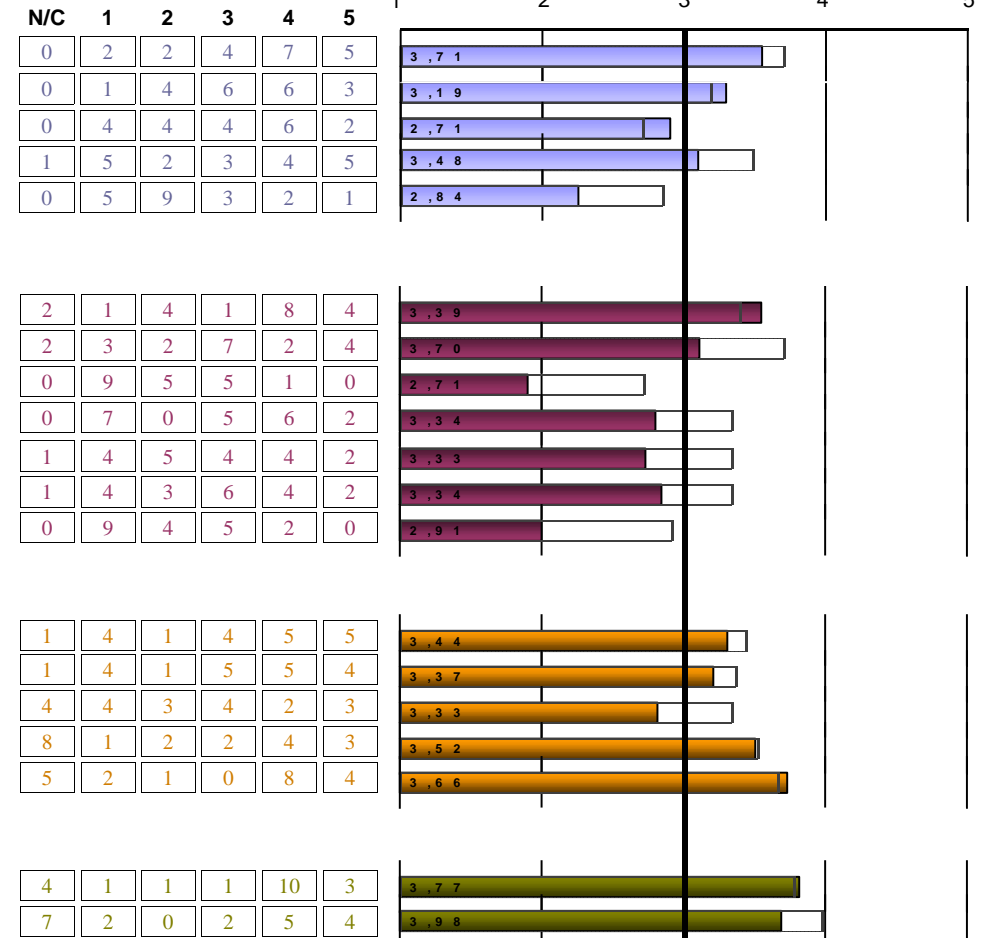 1 2 3 4 5
N/C 1 2 3 4 5
0 2 2 4 7 5 3,71
0 1 4 6 6 3 3,19
0 4 4 4 6 2 2,71
1 5 2 3 4 5 3,48
0 5 9 3 2 1 2,84
2 1 4 1 8 4 3,39
2 3 2 7 2 4 3,70
0 9 5 5 1 0 2,71
0 7 0 5 6 2 3,34
1 4 5 4 4 2 3,33
1 4 3 6 4 2 3,34
0 9 4 5 2 0 2,91
1 4 1 4 5 5 3,44
1 4 1 5 5 4 3,37
4 4 3 4 2 3 3,33
8 1 2 2 4 3 3,52
5 2 1 0 8 4 3,66
4 1 1 1 10 3 3,77
7 2 0 2 5 4 3,98